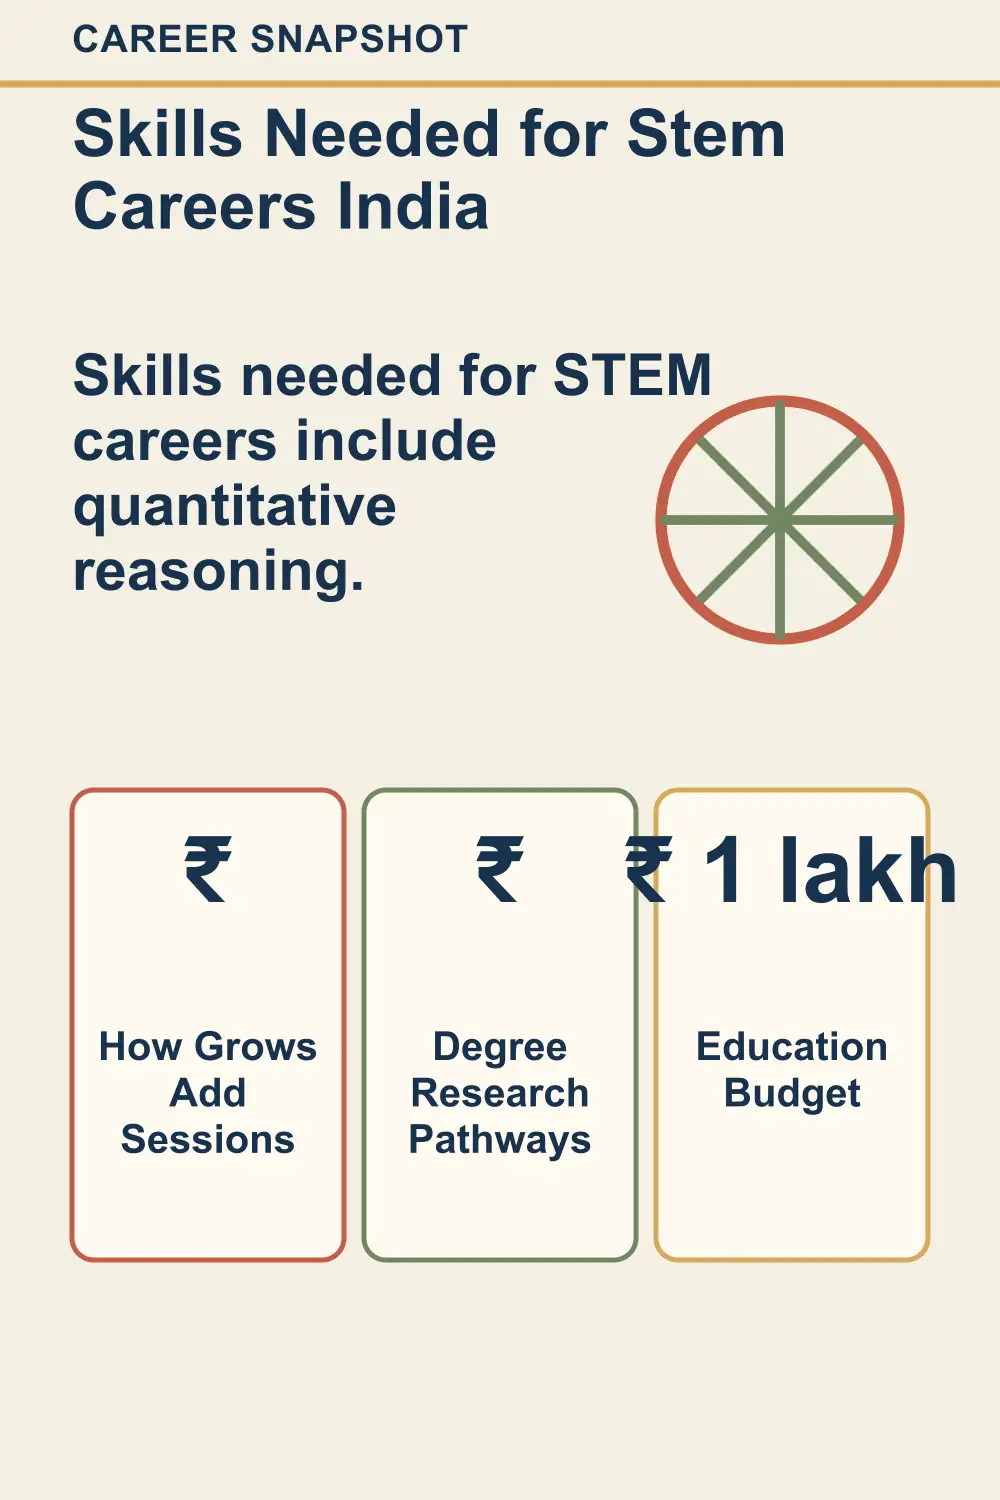 CAREER SNAPSHOT
Skills Needed for Stem
Careers India
Skills needed for STEM
careers include
quantitative
reasoning.
₹
How Grows
Add
Sessions
₹
Degree
Research
Pathways
₹ 1 lakh
Education
Budget